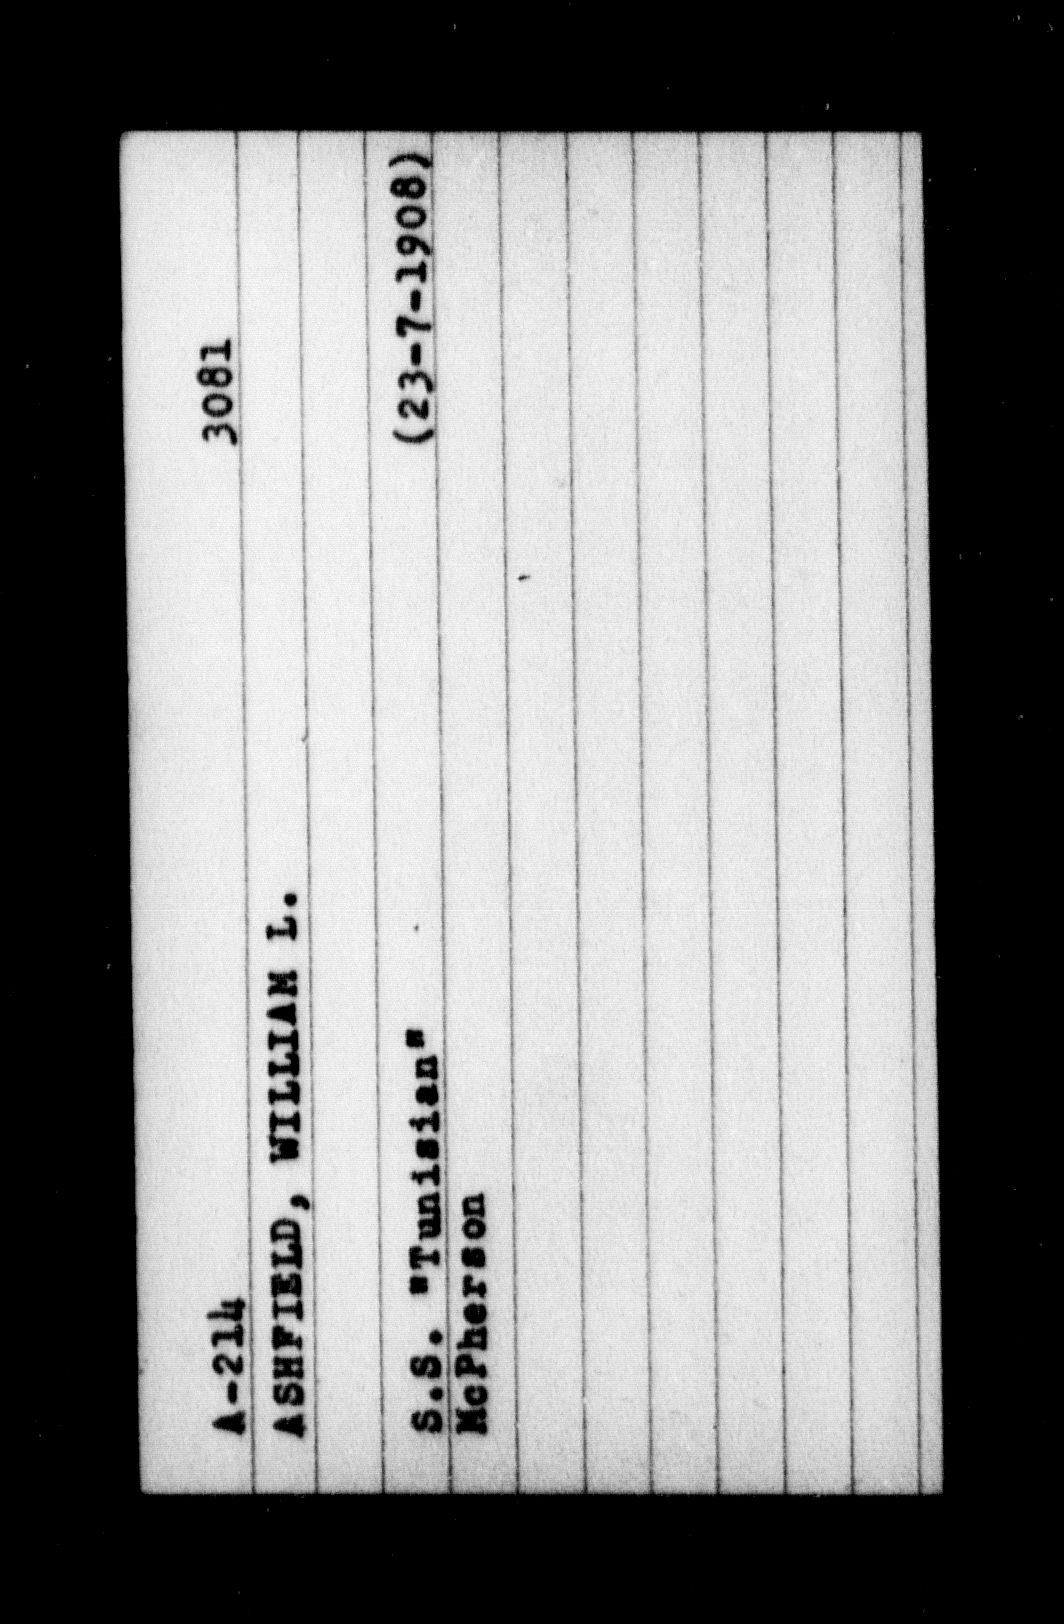 A-214 3081
ASHFIELD, WILLIAM L.
S.S. "Tunisian" (23-7-1908)
McPherson